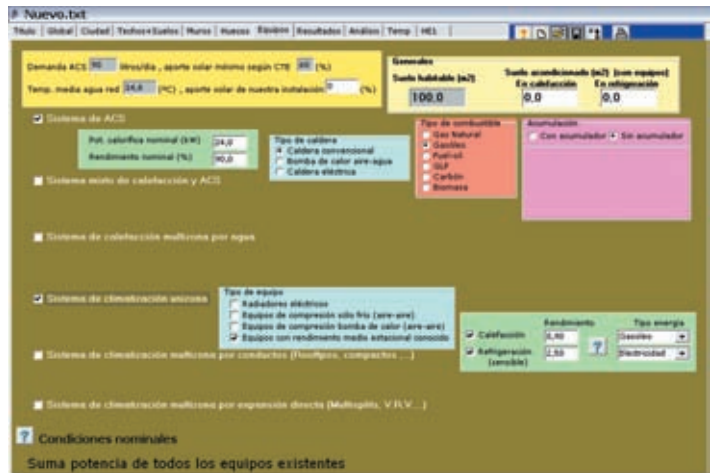 Nuevo.txt
Titulo | Global | Ciudad | Techos+Suelos | Muros | Huecos | Equipos | Resultados | Análisis | Temp | HE1
Demanda ACS 90 litros/día , aporte solar mínimo según CTE 60 (%)
Temp. media agua red 14,6 (ºC) , aporte solar de nuestra instalación 0 (%)
Generales
Suelo habitable (m2)
100,0
Suelo acondicionado (m2) (con equipos)
En calefacción En refrigeración
0,0 0,0
Sistema de ACS
Pot. calorífica nominal (kW) 24,0
Rendimiento nominal (%) 90,0
Tipo de caldera
Caldera convencional
Bomba de calor aire-agua
Caldera eléctrica
Tipo de combustible
Gas Natural
Gasóleo
Fuel-oil
GLP
Carbón
Biomasa
Acumulación
Con acumulador Sin acumulador
Sistema mixto de calefacción y ACS
Sistema de calefacción multizona por agua
Sistema de climatización unizona
Tipo de equipo
Radiadores eléctricos
Equipos de compresión sólo frío (aire-aire)
Equipos de compresión bomba de calor (aire-aire)
Equipos con rendimiento medio estacional conocido
Rendimiento Tipo energía
Calefacción Gasóleo
Refrigeración (sensible) 2,50 ? Electricidad
Sistema de climatización multizona por conductos (Rooftops, compactos ...)
Sistema de climatización multizona por expansión directa (Multisplits, V.R.V...)
? Condiciones nominales
Suma potencia de todos los equipos existentes